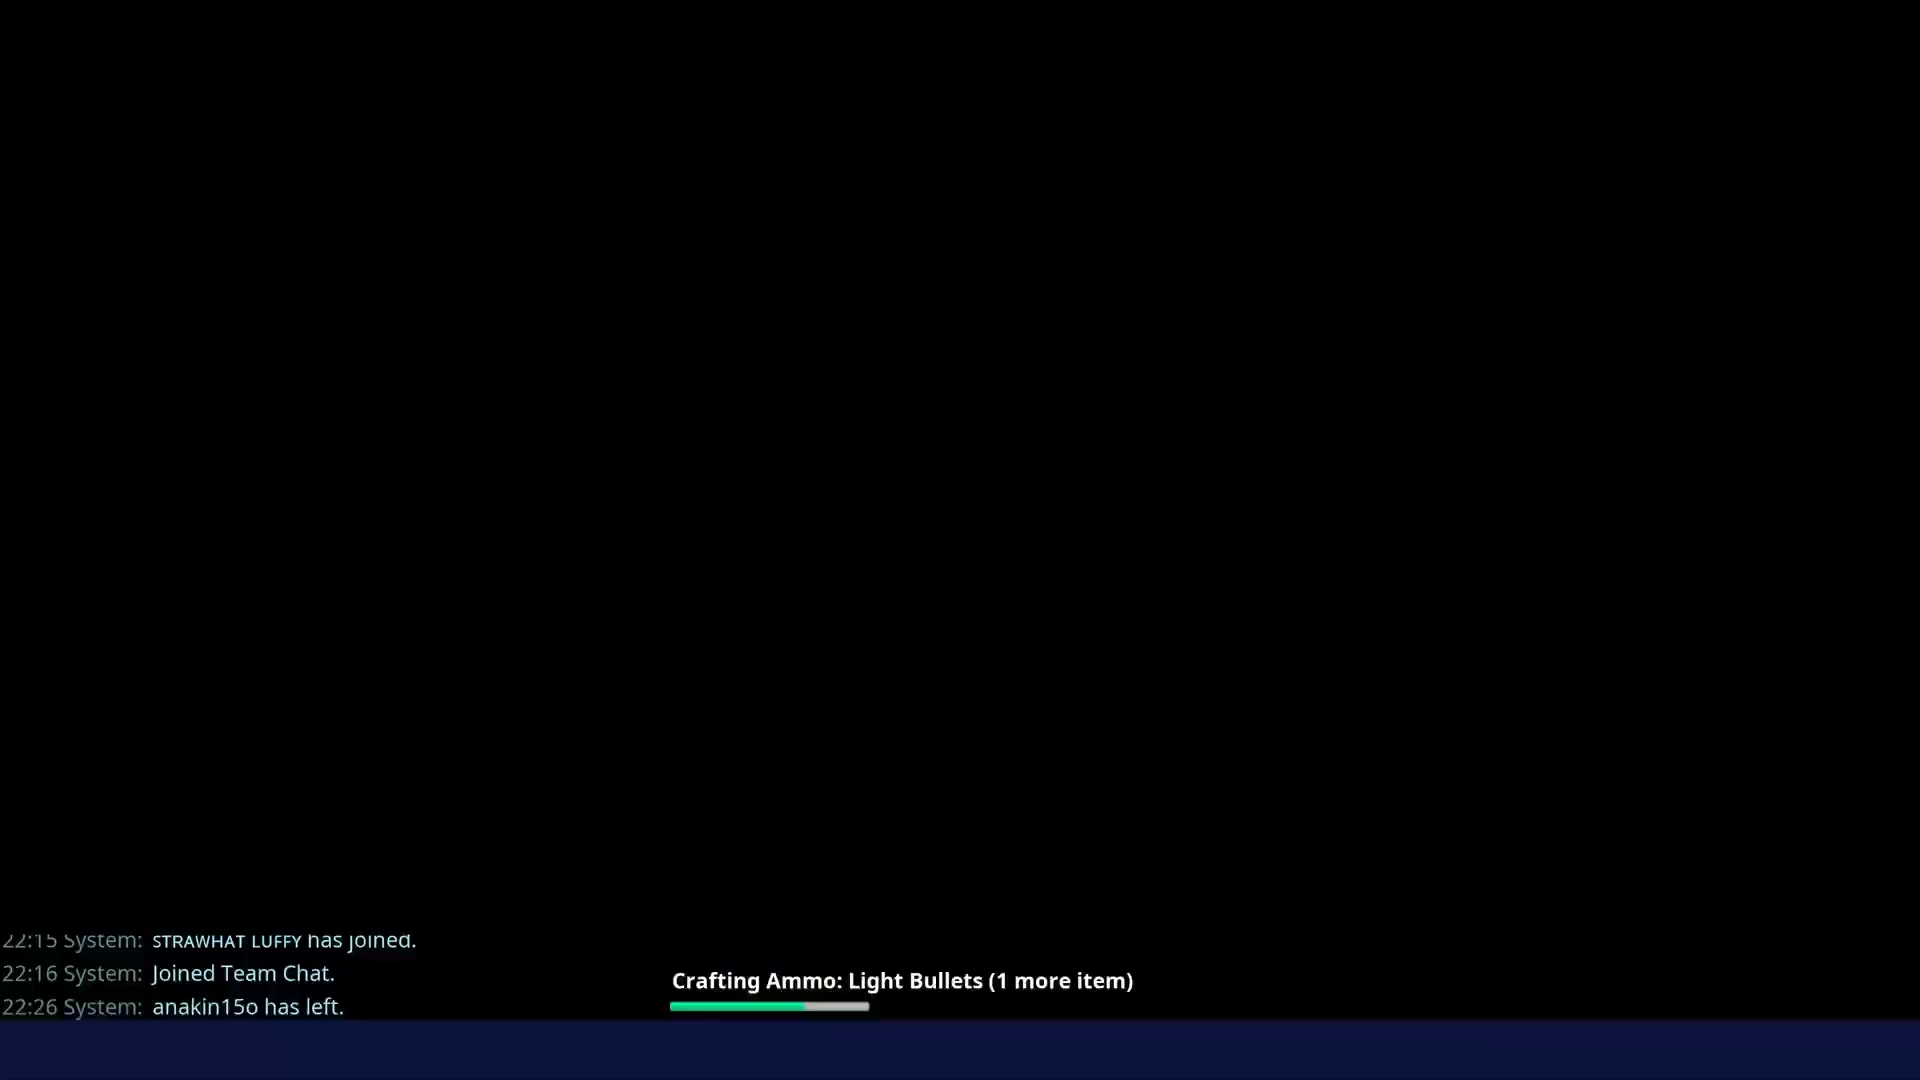 22:15 System: STRAWHAT LUFFY has joined.
22:16 System: Joined Team Chat.
22:26 System: anakin15o has left.
Crafting Ammo: Light Bullets (1 more item)